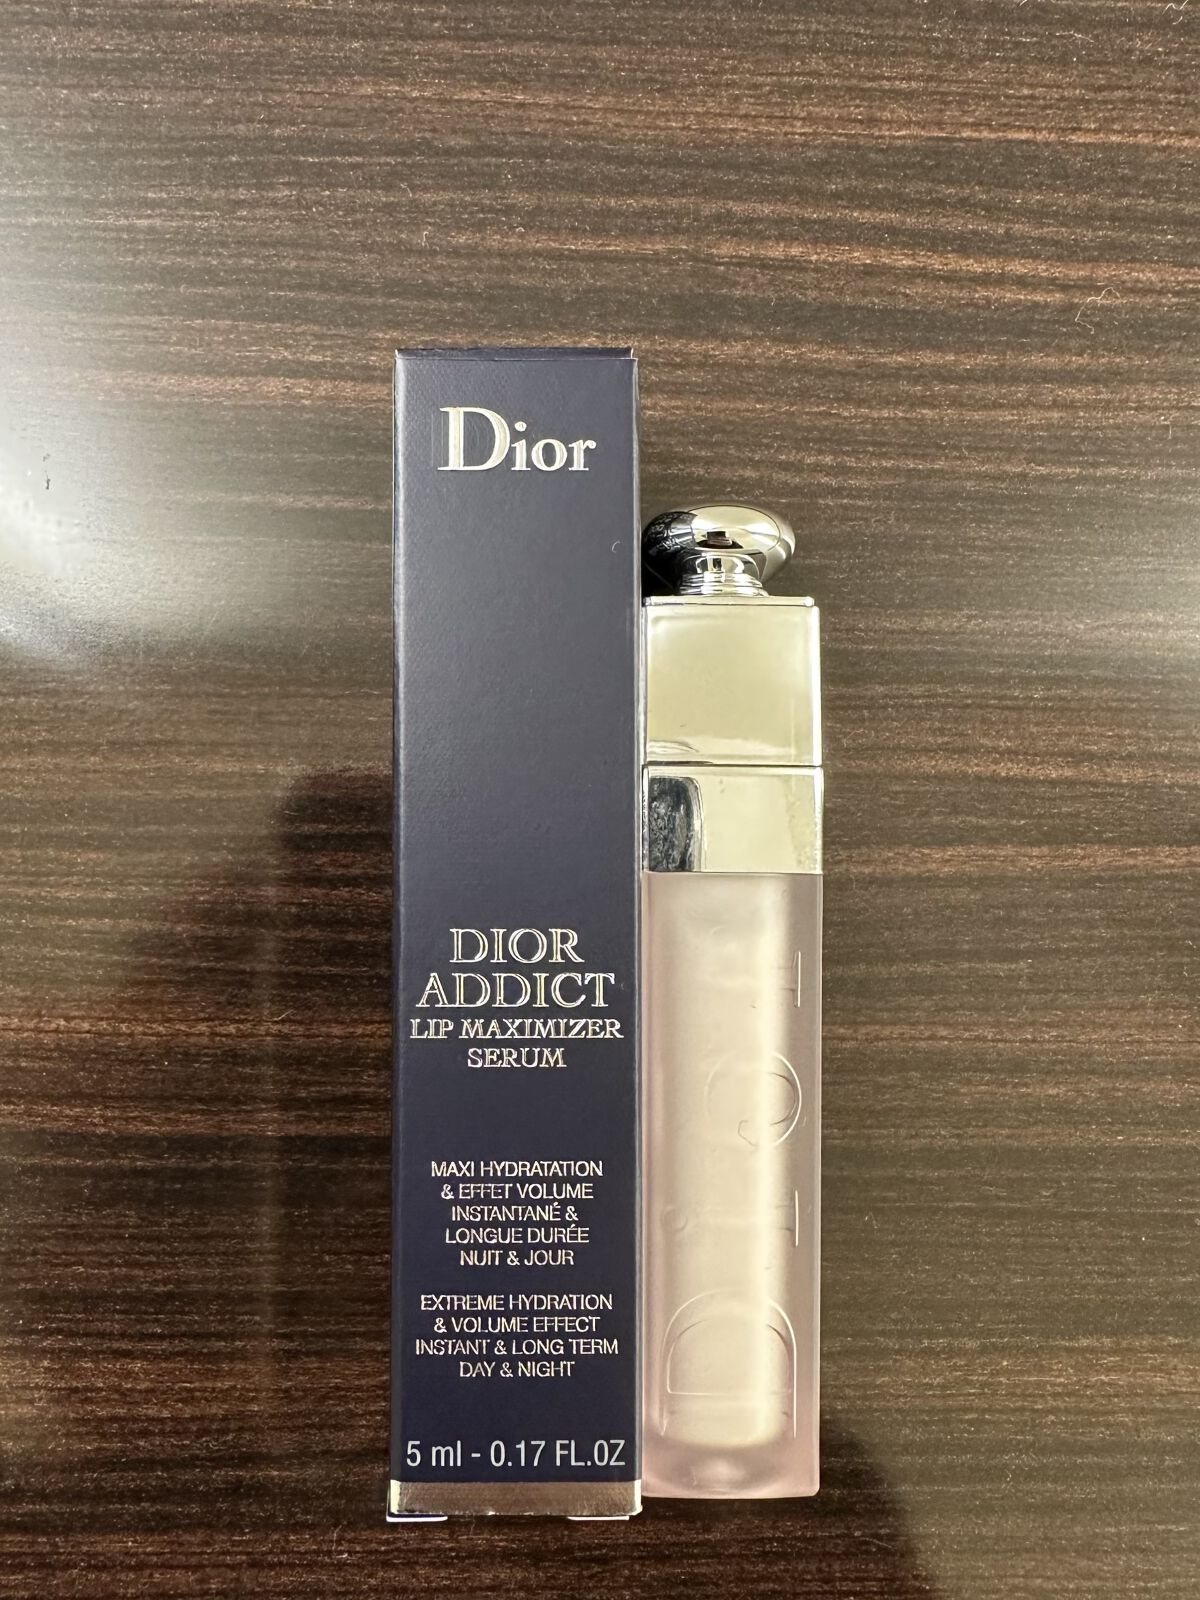 Dior
DIOR
ADDICT
LIP MAXIMIZER
SERUM
MAXI HYDRATATION
& EFFET VOLUME
INSTANTANÉ &
LONGUE DURÉE
NUIT & JOUR
EXTREME HYDRATION
& VOLUME EFFECT
INSTANT & LONG TERM
DAY & NIGHT
5 ml - 0.17 FL.OZ
Dior